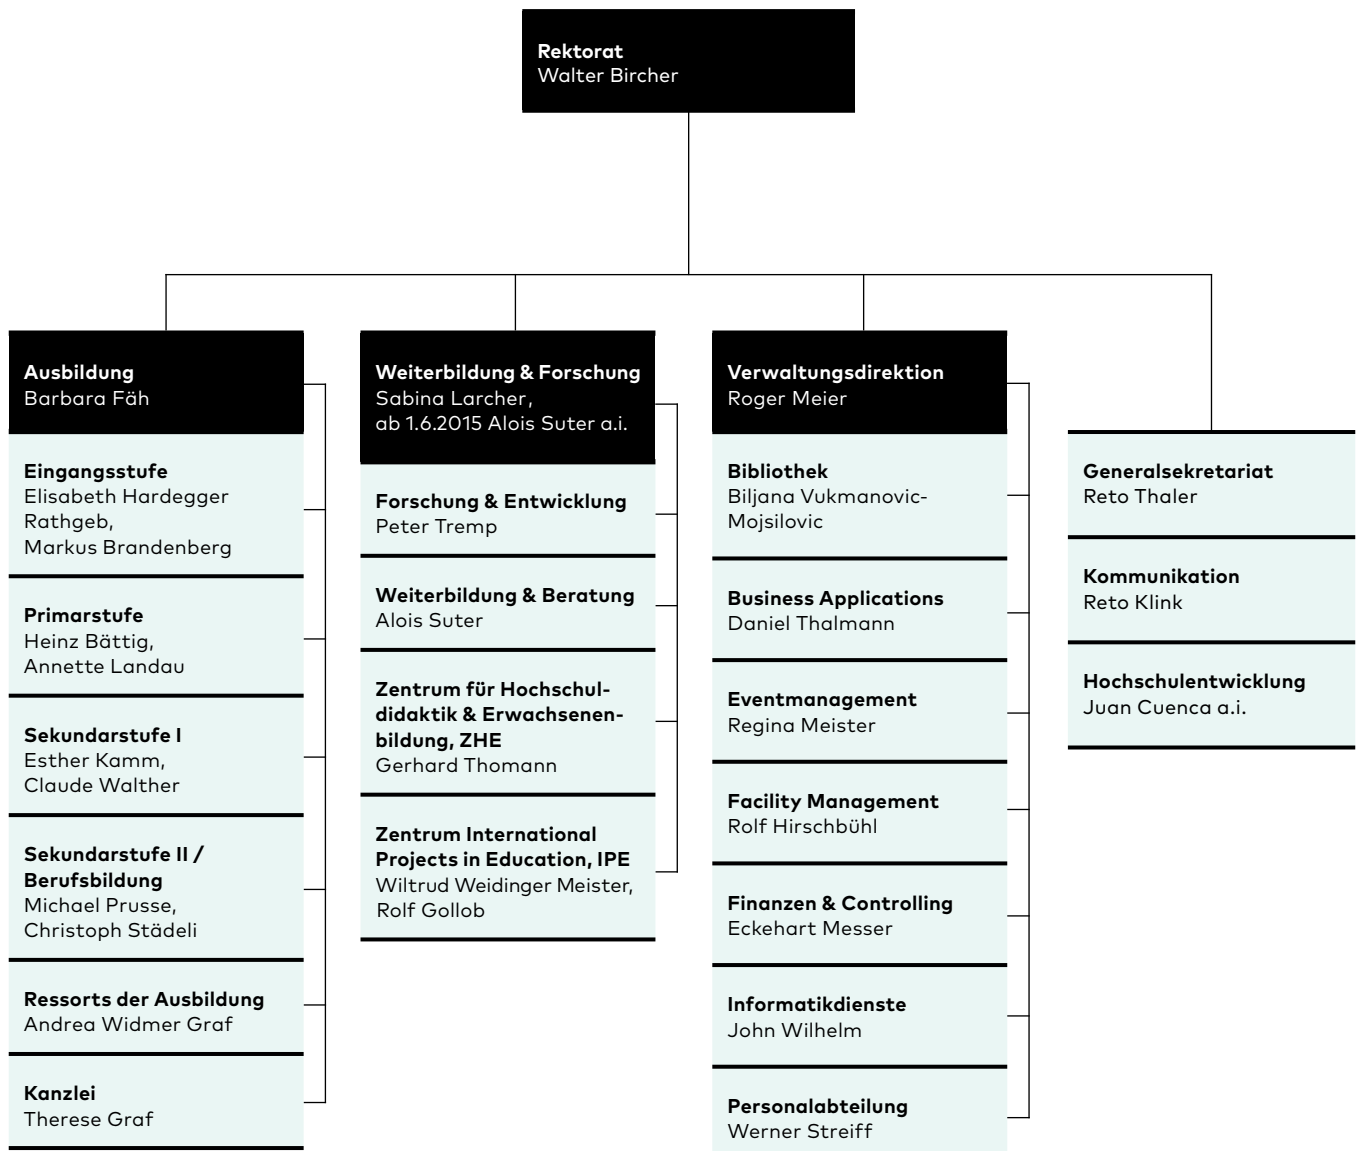 Rektorat
Walter Bircher
Ausbildung
Barbara Fäh
Eingangsstufe
Elisabeth Hardegger
Rathgeb,
Markus Brandenberg
Primarstufe
Heinz Bättig,
Annette Landau
Sekundarstufe I
Esther Kamm,
Claude Walther
Sekundarstufe II /
Berufsbildung
Michael Prusse,
Christoph Städeli
Ressorts der Ausbildung
Andrea Widmer Graf
Kanzlei
Therese Graf
Weiterbildung & Forschung
Sabina Larcher,
ab 1.6.2015 Alois Suter a.i.
Forschung & Entwicklung
Peter Tremp
Weiterbildung & Beratung
Alois Suter
Zentrum für Hochschul-
didaktik & Erwachsenen-
bildung, ZHE
Gerhard Thomann
Zentrum International
Projects in Education, IPE
Wiltrud Weidinger Meister,
Rolf Gollob
Verwaltungsdirektion
Roger Meier
Bibliothek
Biljana Vukmanovic-
Mojsilovic
Business Applications
Daniel Thalmann
Eventmanagement
Regina Meister
Facility Management
Rolf Hirschbühl
Finanzen & Controlling
Eckehart Messer
Informatikdienste
John Wilhelm
Personalabteilung
Werner Streiff
Generalsekretariat
Reto Thaler
Kommunikation
Reto Klink
Hochschulentwicklung
Juan Cuenca a.i.